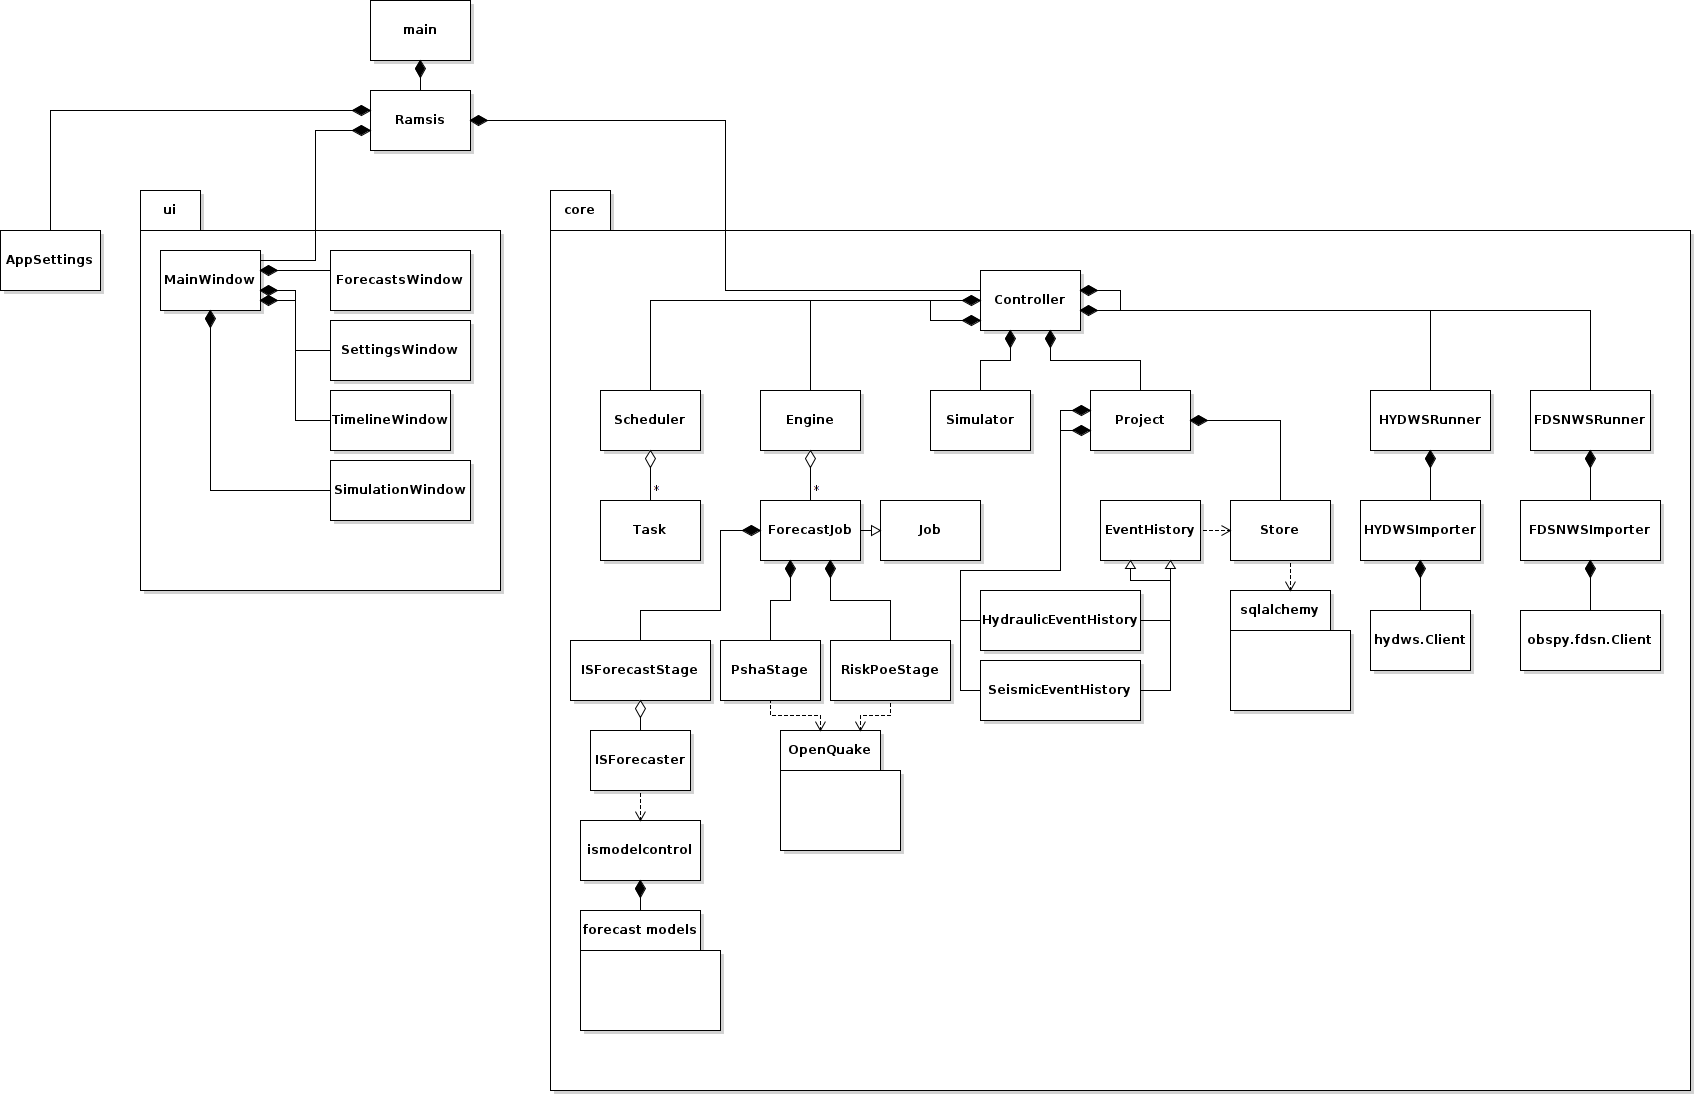 main
Ramsis
ui
core
AppSettings
MainWindow
ForecastsWindow
SettingsWindow
TimelineWindow
SimulationWindow
Controller
Scheduler
Engine
Simulator
Project
HYDWSRunner
FDSNWSRunner
*
*
Task
ForecastJob
Job
EventHistory
Store
HYDWSImporter
FDSNWSImporter
HydraulicEventHistory
sqlalchemy
hydws.Client
obspy.fdsn.Client
ISForecastStage
PshaStage
RiskPoeStage
SeismicEventHistory
OpenQuake
ISForecaster
ismodelcontrol
forecast models